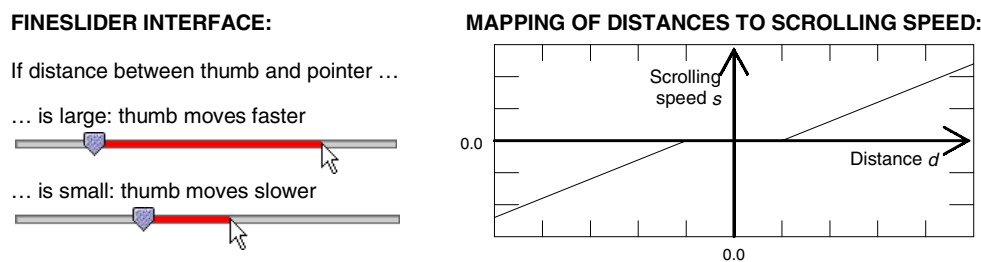 FINESLIDER INTERFACE:
If distance between thumb and pointer …
… is large: thumb moves faster
… is small: thumb moves slower
MAPPING OF DISTANCES TO SCROLLING SPEED:
Scrolling
speed s
0.0
Distance d
0.0